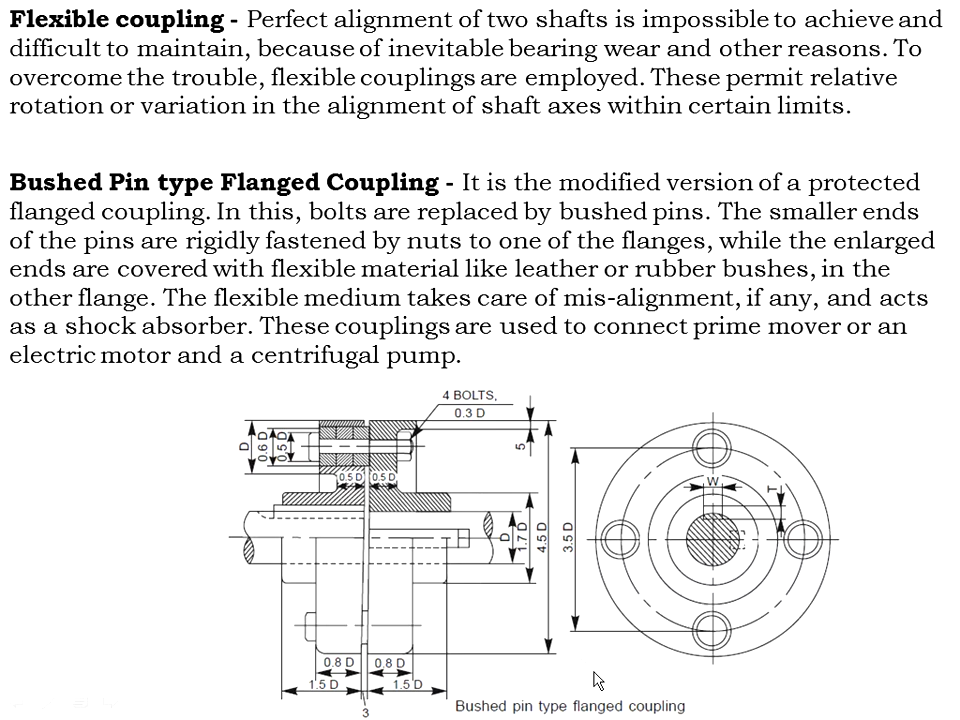 Flexible coupling - Perfect alignment of two shafts is impossible to achieve and
difficult to maintain, because of inevitable bearing wear and other reasons. To
overcome the trouble, flexible couplings are employed. These permit relative
rotation or variation in the alignment of shaft axes within certain limits.
Bushed Pin type Flanged Coupling - It is the modified version of a protected
flanged coupling. In this, bolts are replaced by bushed pins. The smaller ends
of the pins are rigidly fastened by nuts to one of the flanges, while the enlarged
ends are covered with flexible material like leather or rubber bushes, in the
other flange. The flexible medium takes care of mis-alignment, if any, and acts
as a shock absorber. These couplings are used to connect prime mover or an
electric motor and a centrifugal pump.
4 BOLTS,
0.3 D
D
0.6 D
0.5 D
5
0.5 D
0.5 D
W
T
D
1.7 D
4.5 D
3.5 D
0.8 D
0.8 D
1.5 D
1.5 D
3
Bushed pin type flanged coupling